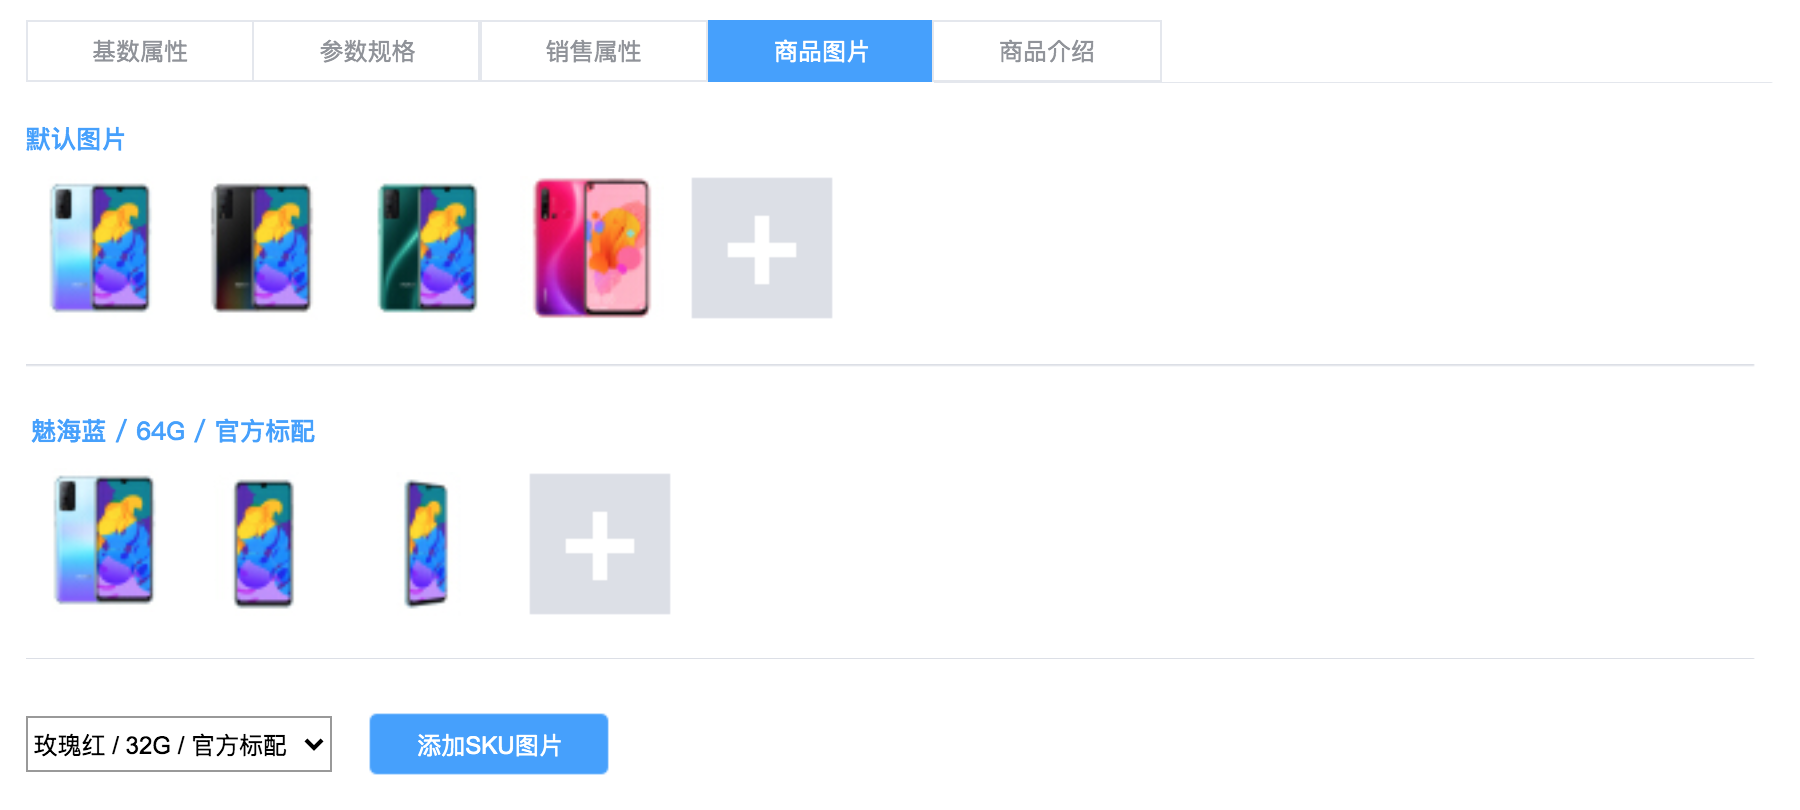 基数属性
参数规格
销售属性
商品图片
商品介绍
默认图片
魅海蓝 / 64G / 官方标配
玫瑰红 / 32G / 官方标配
添加SKU图片